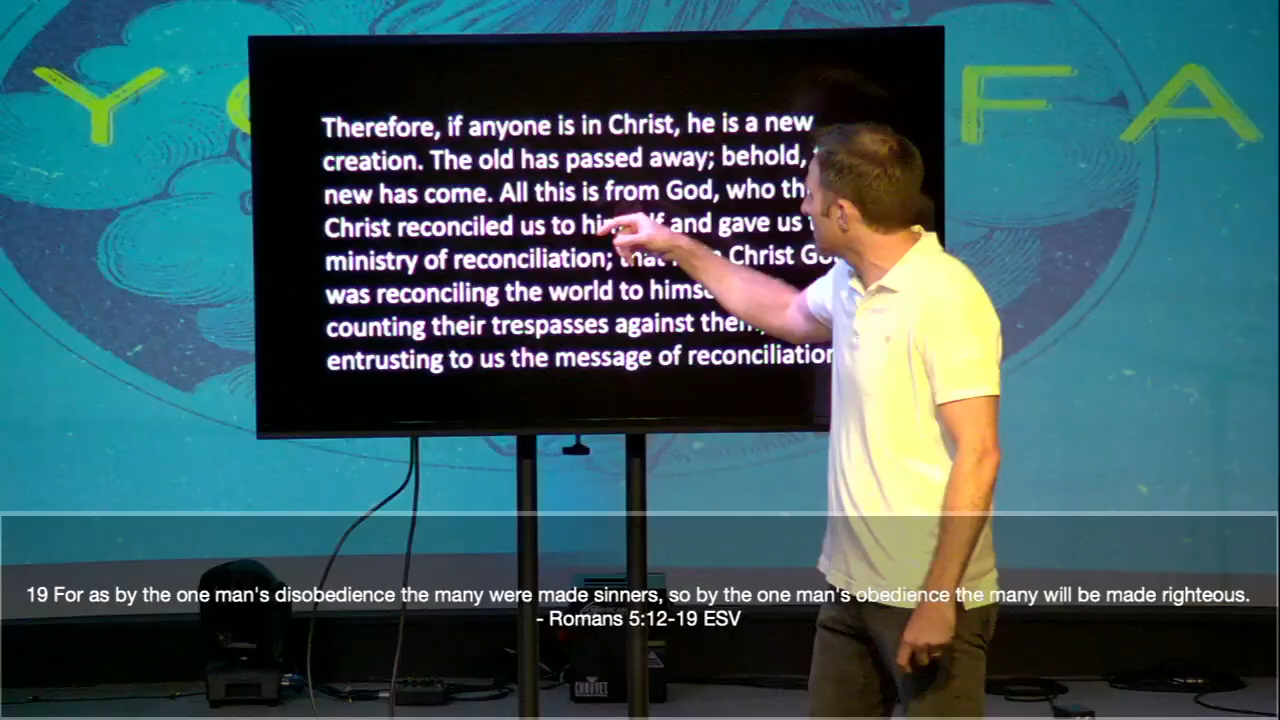 Y F A
Therefore, if anyone is in Christ, he is a new
creation. The old has passed away; behold,
new has come. All this is from God, who
Christ reconciled us to and gave us
ministry of reconciliation; Christ
was reconciling the world to
counting their trespasses against
entrusting to us the message of reconciliation
19 For as by the one man's disobedience the many were made sinners, so by the one man's obedience the many will be made righteous.
- Romans 5:12-19 ESV
CHAUVET